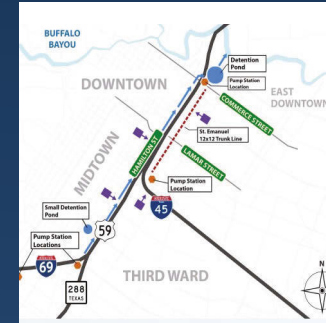 BUFFALO
BAYOU
Detention
Pond
Pump Station
Location
DOWNTOWN
EAST
DOWNTOWN
COMMERCE STREET
St. Emanuel
12x12 Trunk Line
HAMILTON ST.
LAMAR STREET
MIDTOWN
Pump Station
Location
45
Small Detention
Pond
59
Pump Station
Locations
69
288
TEXAS
THIRD WARD
N